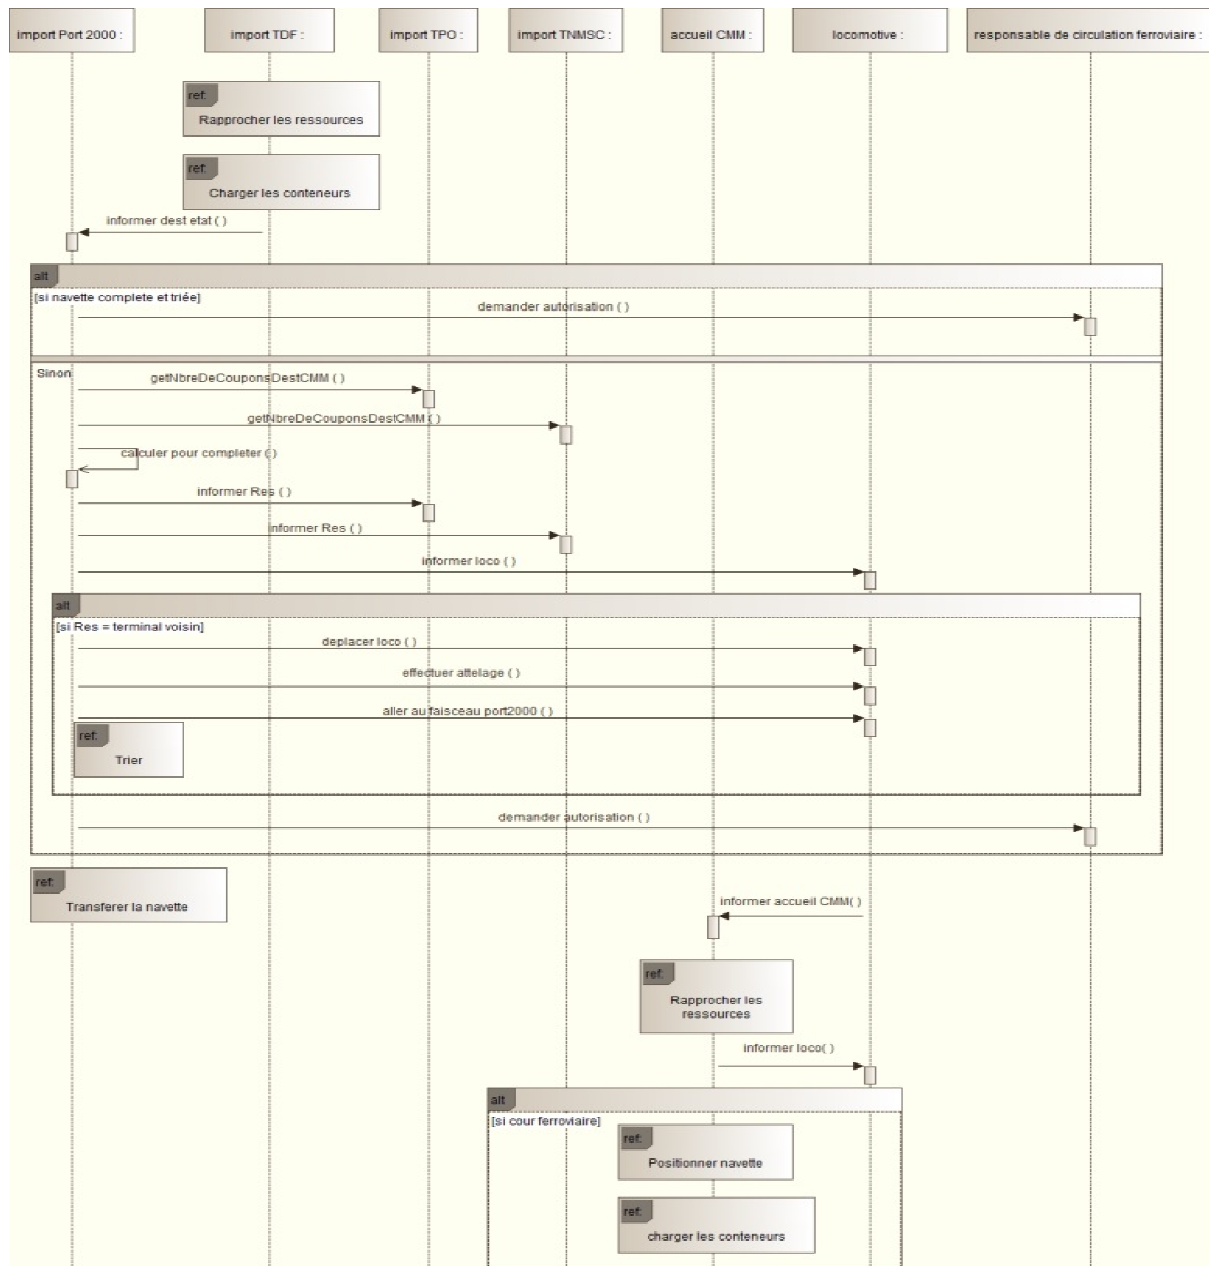 import Port 2000 :
import TDF :
import TPO :
import TNMSC :
accueil CMM :
locomotive :
responsable de circulation ferroviaire :
ref:
Rapprocher les ressources
ref:
Charger les conteneurs
informer dest etat ( )
alt
[si navette complete et triée]
demander autorisation ( )
Sinon
getNbreDeCouponsDestCMM ( )
getNbreDeCouponsDestCMM ( )
calculer pour completer ( )
informer Res ( )
informer Res ( )
informer loco ( )
alt
[si Res = terminal voisin]
deplacer loco ( )
effectuer attelage ( )
aller au faisceau port2000 ( )
ref:
Trier
demander autorisation ( )
ref:
Transferer la navette
informer accueil CMM( )
ref:
Rapprocher les
ressources
informer loco( )
alt
[si cour ferroviaire]
ref:
Positionner navette
ref:
charger les conteneurs